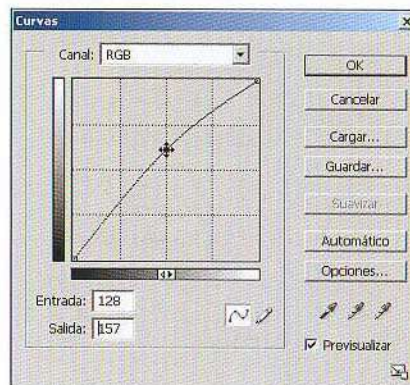 Curvas
Canal: RGB
OK
Cancelar
Cargar...
Guardar...
Suavizar
Automático
Opciones...
Entrada: 128
Salida: 157
Previsualizar